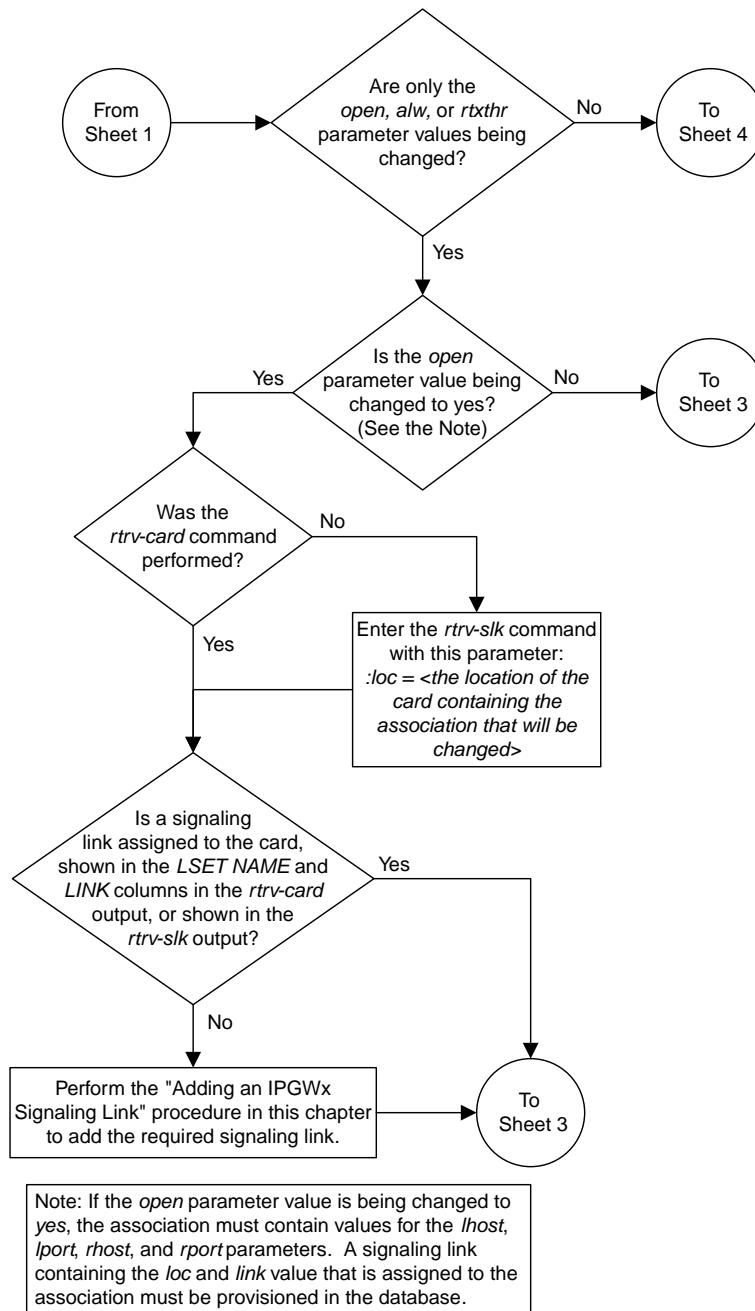 From
Sheet 1
Are only the
open, alw, or rtxthr
parameter values being
changed?
No
To
Sheet 4
Yes
Is the open
parameter value being
changed to yes?
(See the Note)
Yes
No
To
Sheet 3
Was the
rtrv-card command
performed?
No
Yes
Enter the rtrv-slk command
with this parameter:
:loc = <the location of the
card containing the
association that will be
changed>
Is a signaling
link assigned to the card,
shown in the LSET NAME and
LINK columns in the rtrv-card
output, or shown in the
rtrv-slk output?
Yes
No
Perform the "Adding an IPGWx
Signaling Link" procedure in this chapter
to add the required signaling link.
To
Sheet 3
Note: If the open parameter value is being changed to
yes, the association must contain values for the lhost,
lport, rhost, and rport parameters. A signaling link
containing the loc and link value that is assigned to the
association must be provisioned in the database.